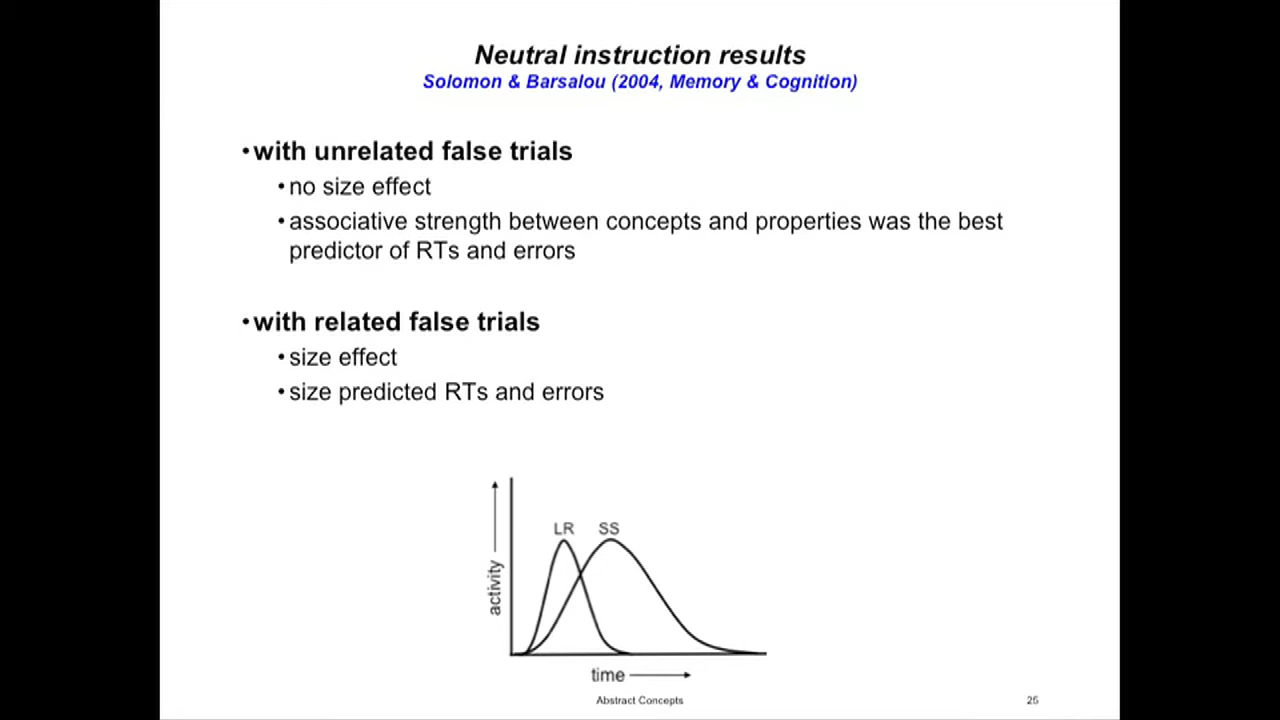 Neutral instruction results
Solomon & Barsalou (2004, Memory & Cognition)
•with unrelated false trials
•no size effect
•associative strength between concepts and properties was the best
predictor of RTs and errors
•with related false trials
•size effect
•size predicted RTs and errors
LR SS
activity
time
Abstract Concepts
25